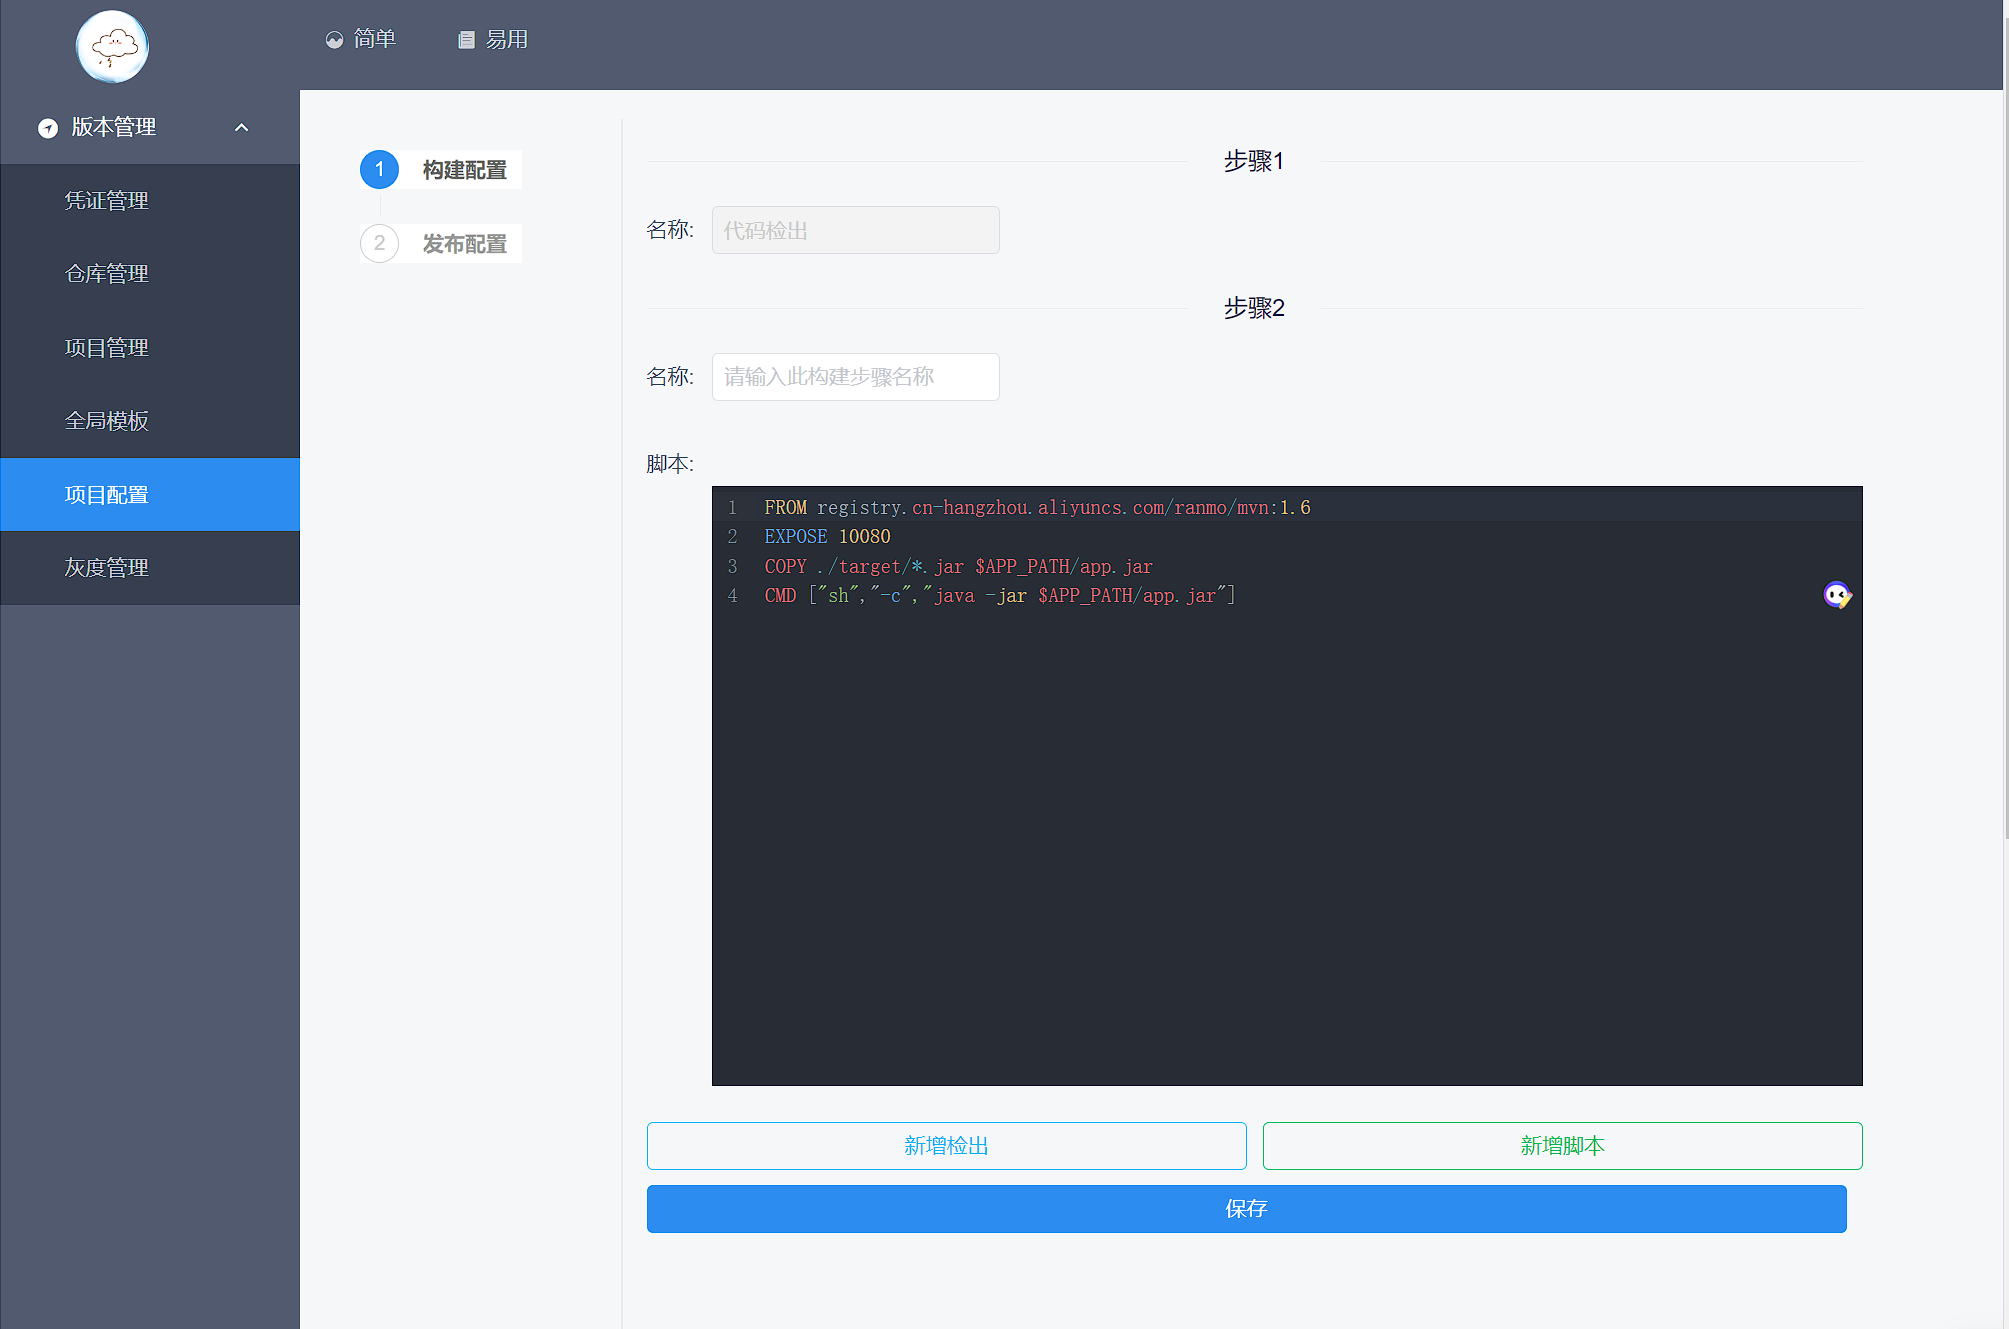 简单
易用
版本管理
凭证管理
仓库管理
项目管理
全局模板
项目配置
灰度管理
1 构建配置
2 发布配置
步骤1
名称: 代码检出
步骤2
名称: 请输入此构建步骤名称
脚本:
1 FROM registry.cn-hangzhou.aliyuncs.com/ranmo/mvn:1.6
2 EXPOSE 10080
3 COPY ./target/*.jar $APP_PATH/app.jar
4 CMD ["sh","-c","java -jar $APP_PATH/app.jar"]
新增检出
新增脚本
保存